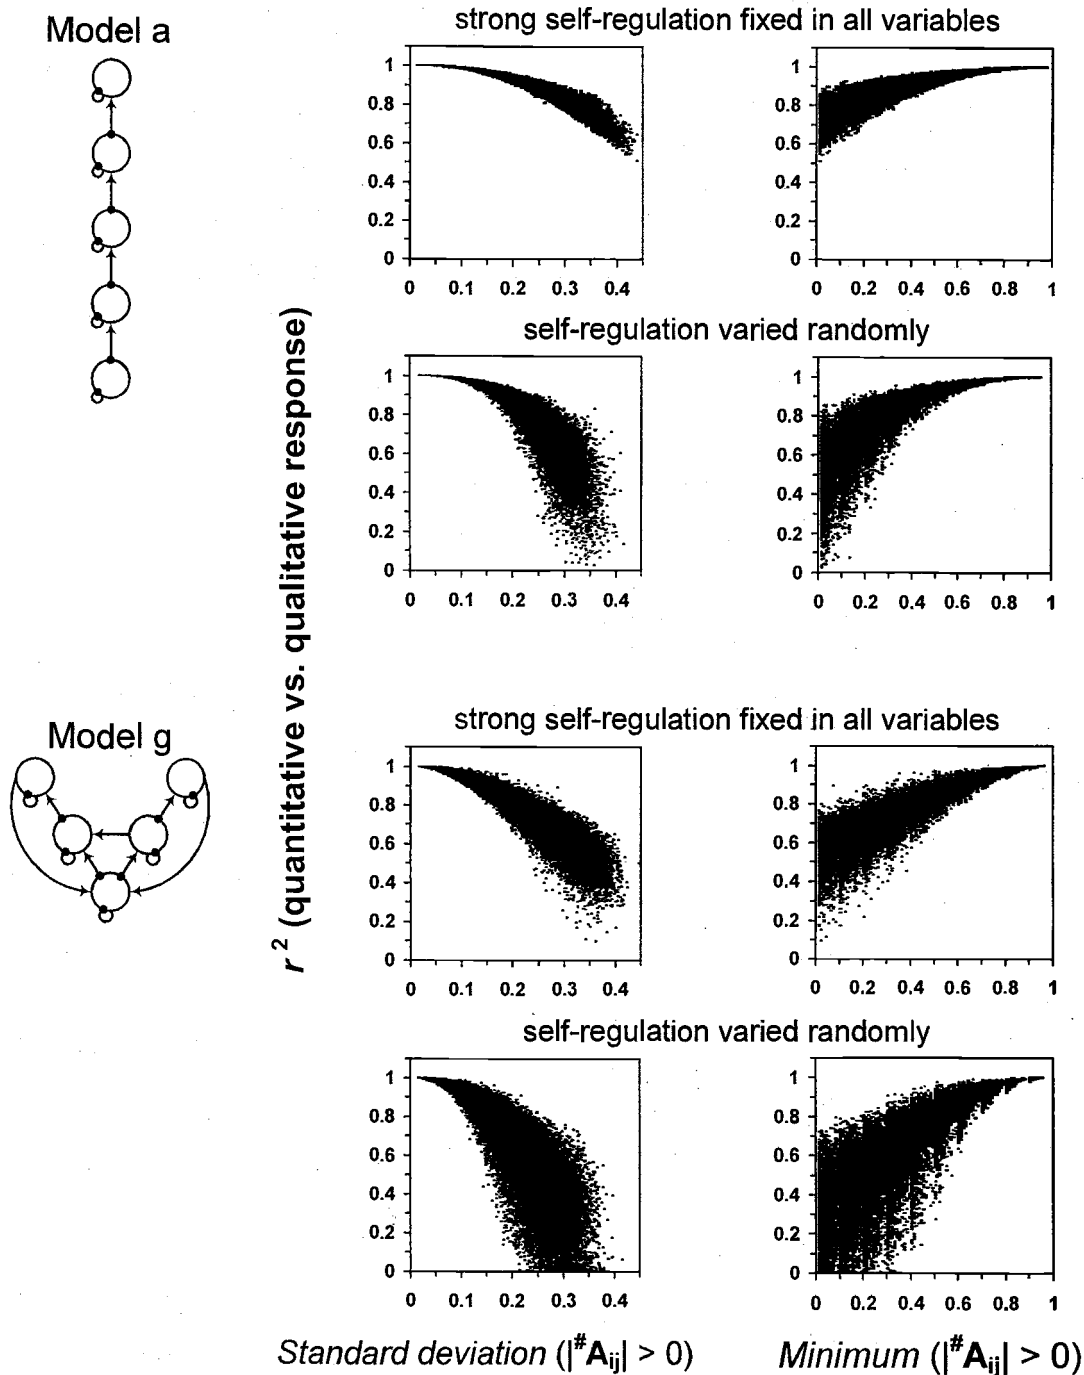 Model a
strong self-regulation fixed in all variables
1
0.8
0.6
0.4
0.2
0
0 0.1 0.2 0.3 0.4
1
0.8
0.6
0.4
0.2
0
0 0.2 0.4 0.6 0.8 1
self-regulation varied randomly
1
0.8
0.6
0.4
0.2
0
0 0.1 0.2 0.3 0.4
1
0.8
0.6
0.4
0.2
0
0 0.2 0.4 0.6 0.8 1
r² (quantitative vs. qualitative response)
Model g
strong self-regulation fixed in all variables
1
0.8
0.6
0.4
0.2
0
0 0.1 0.2 0.3 0.4
1
0.8
0.6
0.4
0.2
0
0 0.2 0.4 0.6 0.8 1
self-regulation varied randomly
1
0.8
0.6
0.4
0.2
0
0 0.1 0.2 0.3 0.4
1
0.8
0.6
0.4
0.2
0
0 0.2 0.4 0.6 0.8 1
Standard deviation (|#Aij| > 0)
Minimum (|#Aij| > 0)